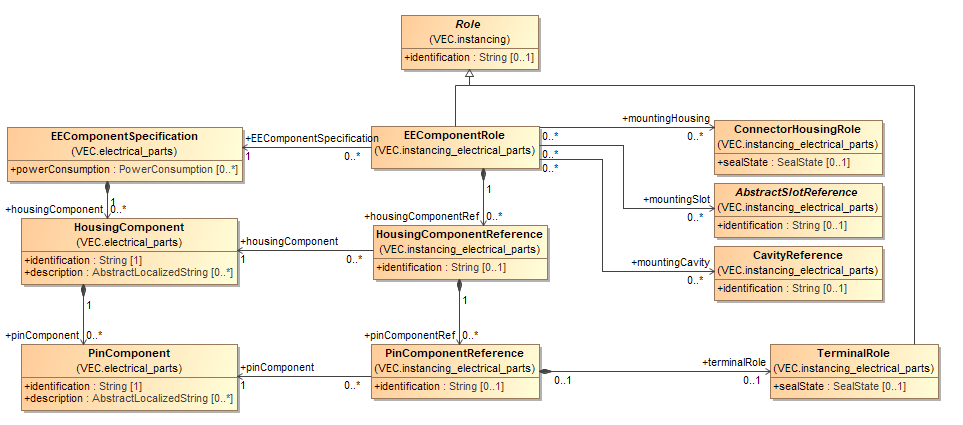 Role
(VEC.instancing)
+identification : String [0..1]
+mountingHousing
0..*
0..*
ConnectorHousingRole
(VEC.instancing_electrical_parts)
+sealState : SealState [0..1]
EEComponentSpecification
(VEC.electrical_parts)
+powerConsumption : PowerConsumption [0..*]
+EEComponentSpecification
1
0..*
EEComponentRole
(VEC.instancing_electrical_parts)
0..*
0..*
+mountingSlot
0..*
AbstractSlotReference
(VEC.instancing_electrical_parts)
+identification : String [0..1]
1
+housingComponent
0..*
1
+housingComponentRef
0..*
HousingComponent
(VEC.electrical_parts)
+identification : String [1]
+description : AbstractLocalizedString [0..*]
+housingComponent
1
0..*
HousingComponentReference
(VEC.instancing_electrical_parts)
+identification : String [0..1]
+mountingCavity
0..*
CavityReference
(VEC.instancing_electrical_parts)
+identification : String [0..1]
1
+pinComponent
0..*
1
+pinComponentRef
0..*
PinComponent
(VEC.electrical_parts)
+identification : String [1]
+description : AbstractLocalizedString [0..*]
+pinComponent
1
0..*
PinComponentReference
(VEC.instancing_electrical_parts)
+identification : String [0..1]
0..1
+terminalRole
0..1
TerminalRole
(VEC.instancing_electrical_parts)
+sealState : SealState [0..1]